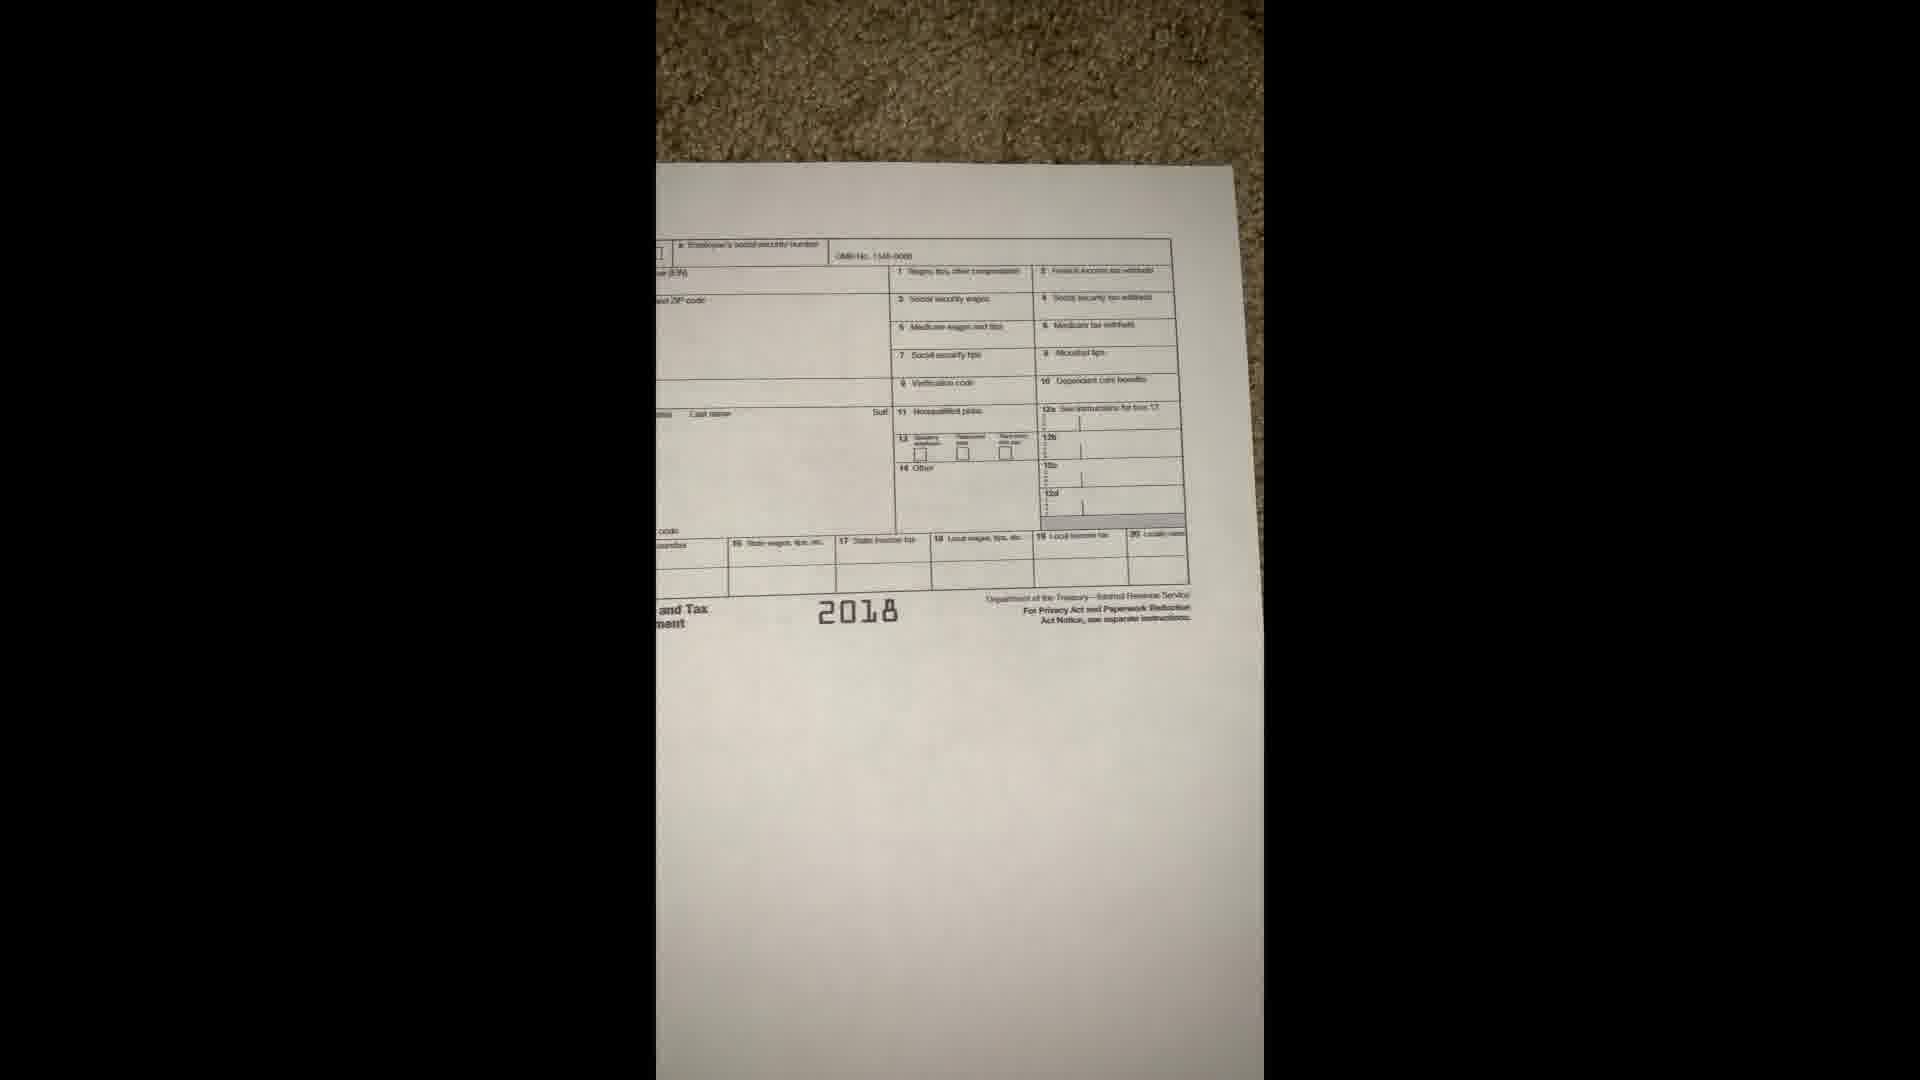 a Employee's social security number
OMB No. 1545-0008
er (EIN)
1 Wages, tips, other compensation
2 Federal income tax withheld
and ZIP code
3 Social security wages
4 Social security tax withheld
5 Medicare wages and tips
6 Medicare tax withheld
7 Social security tips
8 Allocated tips
9 Verification code
10 Dependent care benefits
Last name
Suff.
11 Nonqualified plans
12a See instructions for box 12
13 Statutory employee
Retirement plan
Third-party sick pay
12b
14 Other
12c
12d
code
number
16 State wages, tips, etc.
17 State income tax
18 Local wages, tips, etc.
19 Local income tax
20 Locality name
and Tax
ment
2018
Department of the Treasury—Internal Revenue Service
For Privacy Act and Paperwork Reduction
Act Notice, see separate instructions.